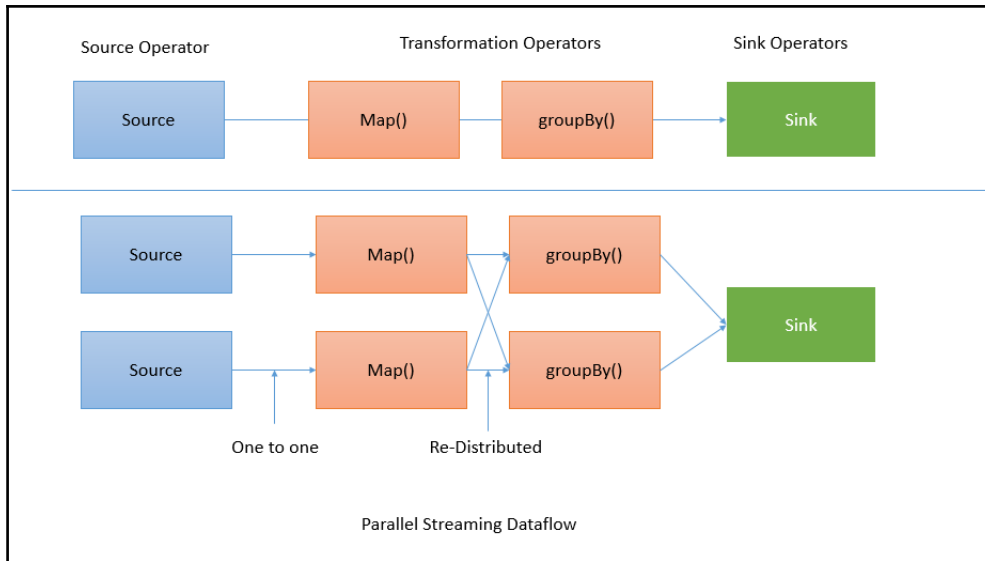 Source Operator
Transformation Operators
Sink Operators
Source
Map()
groupBy()
Sink
Source
Map()
groupBy()
Sink
Source
Map()
groupBy()
One to one
Re-Distributed
Parallel Streaming Dataflow